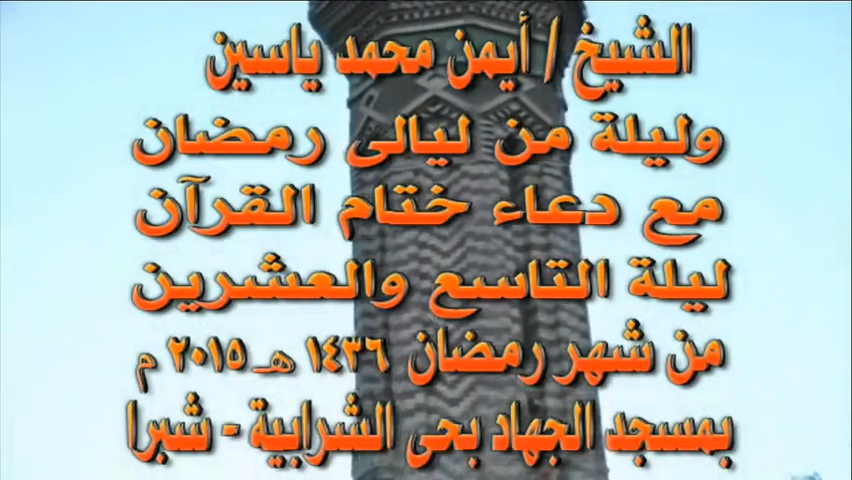 الشيخ / أيمن محمد ياسين
وليلة من ليالى رمضان
مع دعاء ختام القرآن
ليلة التاسع والعشرين
من شهر رمضان ١٤٣٦ هـ ٢٠١٥ م
بمسجد الجهاد بحى الشرابية - شبرا